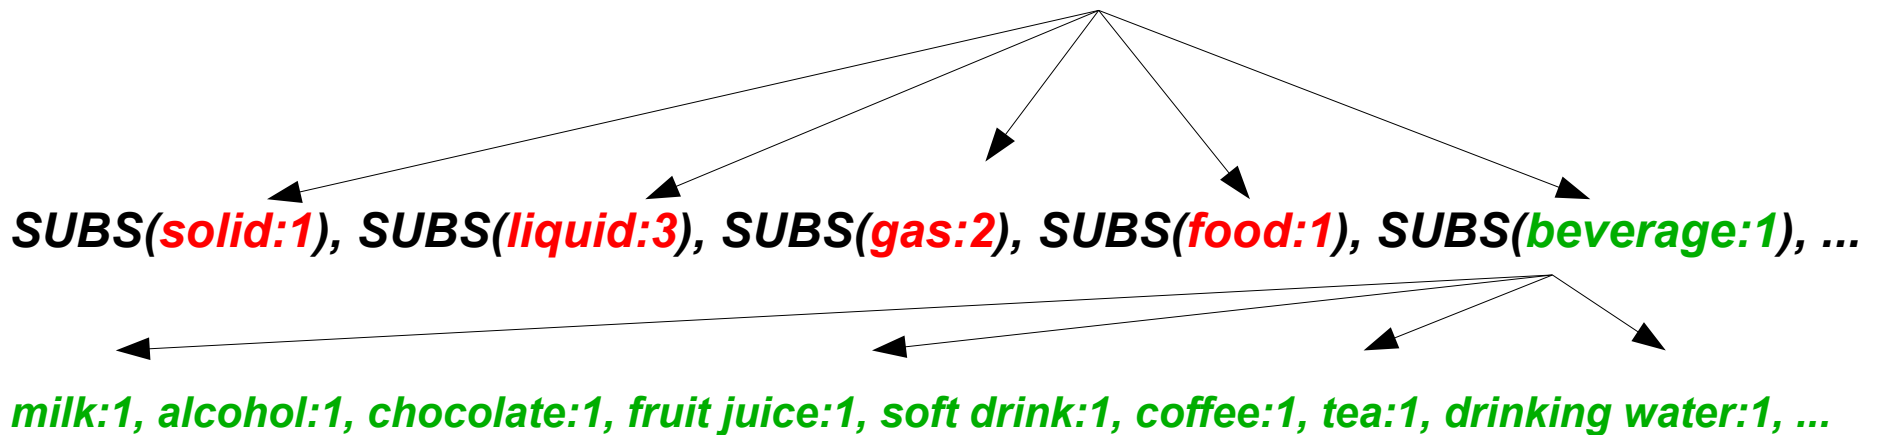 SUBS(solid:1), SUBS(liquid:3), SUBS(gas:2), SUBS(food:1), SUBS(beverage:1), ...
milk:1, alcohol:1, chocolate:1, fruit juice:1, soft drink:1, coffee:1, tea:1, drinking water:1, ...